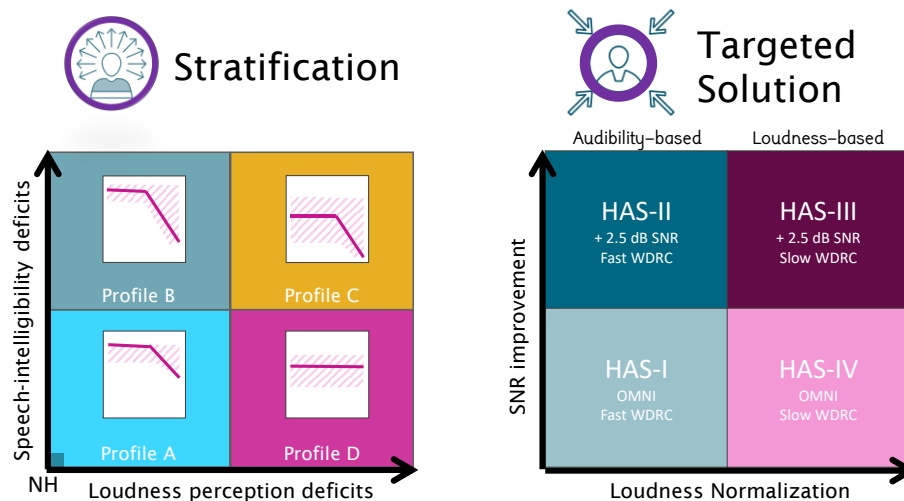 Stratification
Speech-intelligibility deficits
Profile B
Profile C
Profile A
Profile D
NH
Loudness perception deficits
Targeted
Solution
Audibility-based
Loudness-based
SNR improvement
HAS-II
+ 2.5 dB SNR
Fast WDRC
HAS-III
+ 2.5 dB SNR
Slow WDRC
HAS-I
OMNI
Fast WDRC
HAS-IV
OMNI
Slow WDRC
Loudness Normalization